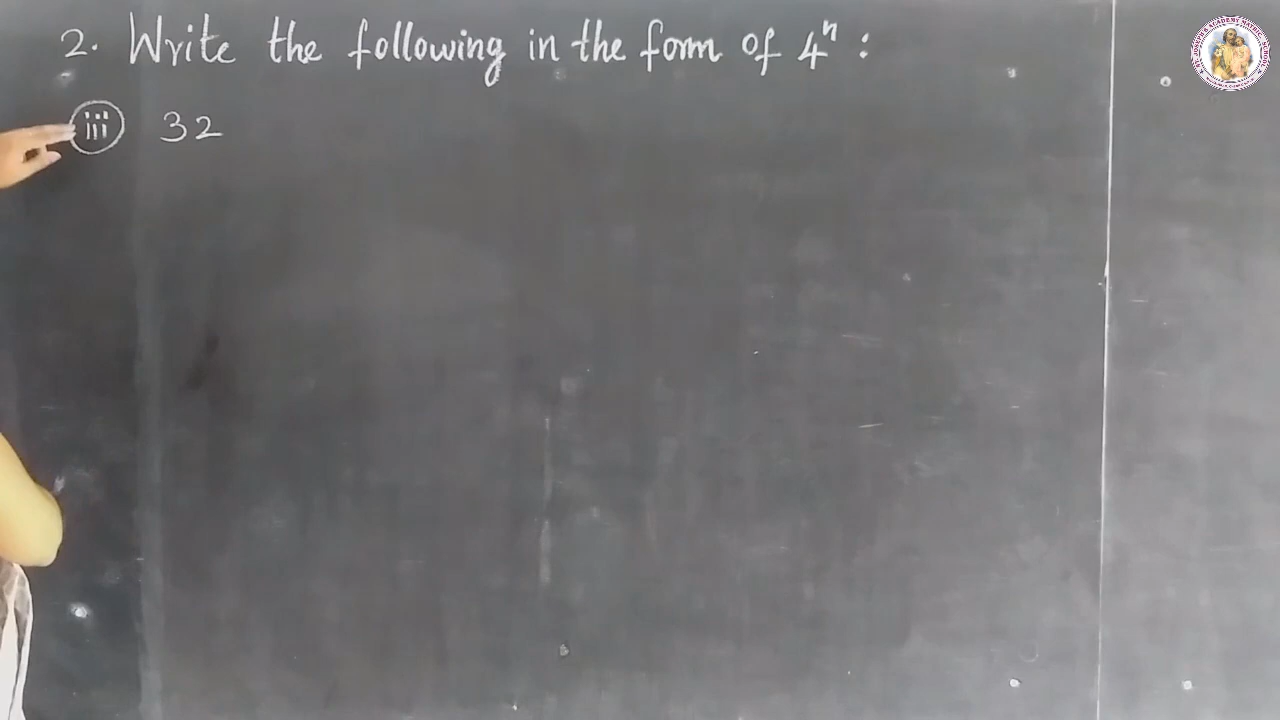 2. Write the following in the form of 4ⁿ :
iii 32